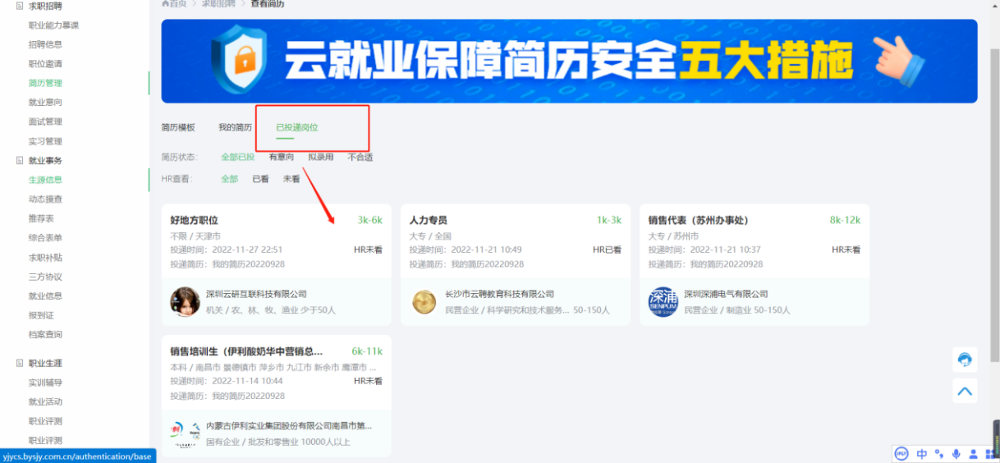 求职招聘
职业能力慕课
招聘信息
职位邀请
简历管理
就业意向
面试管理
实习管理
就业事务
生源信息
动态摸查
推荐表
综合表单
求职补贴
三方协议
就业信息
报到证
档案查询
职业生涯
实训辅导
就业活动
职业评测
职业评测
yjycs.bysjy.com.cn/authentication/base
首页 > 求职招聘 > 查看简历
云就业保障简历安全五大措施
简历模板 我的简历 已投递岗位
简历状态: 全部已投 有意向 拟录用 不合适
HR查看: 全部 已看 未看
好地方职位 3k-6k
不限 / 天津市
投递时间: 2022-11-27 22:51 HR未看
投递简历: 我的简历20220928
深圳云研互联科技有限公司
机关 / 农、林、牧、渔业 少于50人
人力专员 1k-3k
大专 / 全国
投递时间: 2022-11-21 10:49 HR已看
投递简历: 我的简历20220928
长沙市云聘教育科技有限公司
民营企业 / 科学研究和技术服务... 50-150人
销售代表（苏州办事处） 8k-12k
大专 / 苏州市
投递时间: 2022-11-21 10:37 HR未看
投递简历: 我的简历20220928
深浦
SENPUM
深圳深浦电气有限公司
民营企业 / 制造业 50-150人
销售培训生（伊利酸奶华中营销总... 6k-11k
本科 / 南昌市 景德镇市 萍乡市 九江市 新余市 鹰潭市 ...
投递时间: 2022-11-14 10:44 HR未看
投递简历: 我的简历20220928
内蒙古伊利实业集团股份有限公司南昌市第...
国有企业 / 批发和零售业 10000人以上
iFLY 中